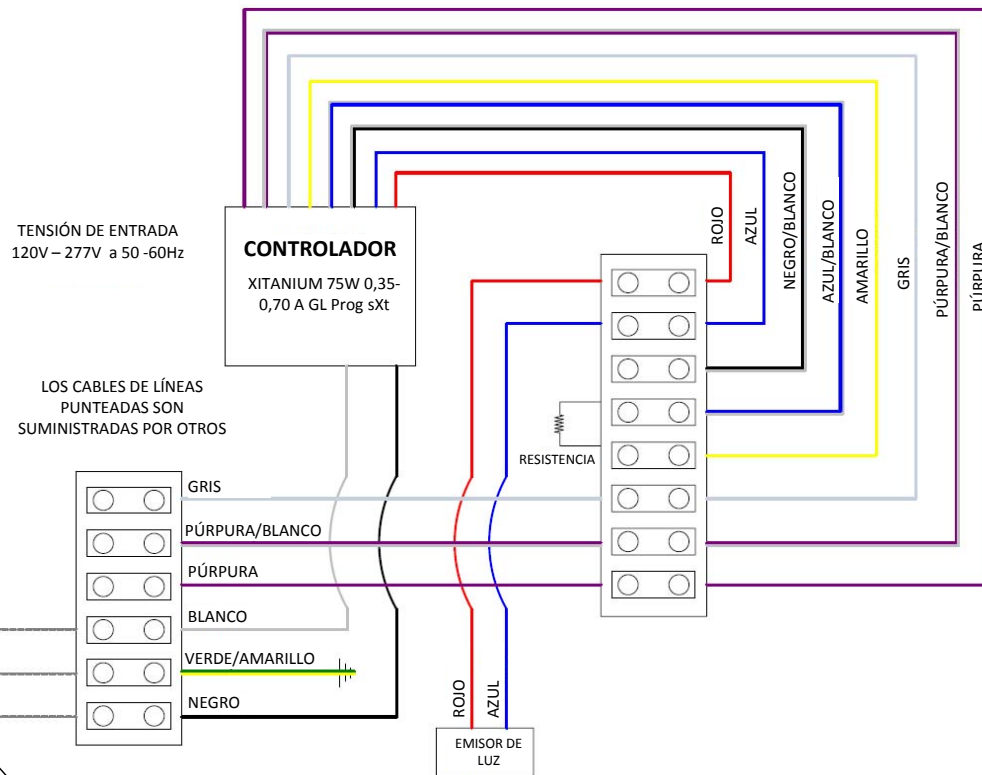 TENSIÓN DE ENTRADA
120V – 277V a 50 -60Hz
CONTROLADOR
XITANIUM 75W 0,35-
0,70 A GL Prog sXt
LOS CABLES DE LÍNEAS
PUNTEADAS SON
SUMINISTRADAS POR OTROS
ROJO
AZUL
NEGRO/BLANCO
AZUL/BLANCO
AMARILLO
GRIS
PÚRPURA/BLANCO
PÚRPURA
RESISTENCIA
GRIS
PÚRPURA/BLANCO
PÚRPURA
BLANCO
VERDE/AMARILLO
NEGRO
ROJO
AZUL
EMISOR DE
LUZ